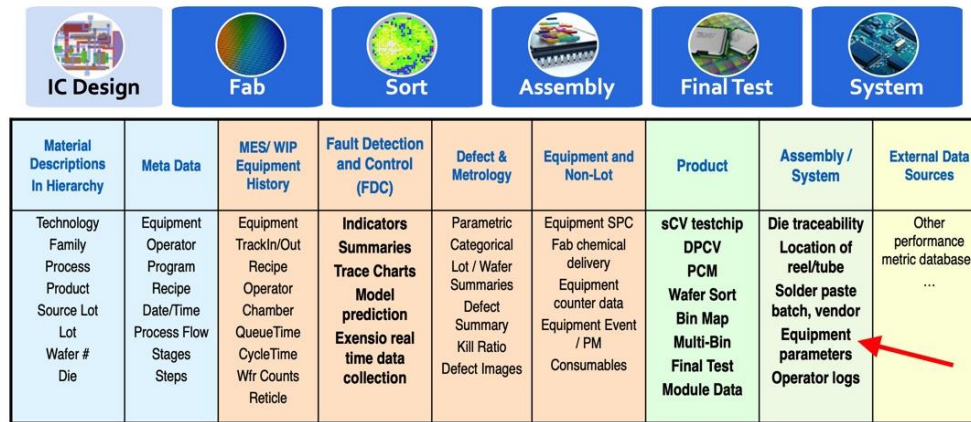 IC Design
Fab
Sort
Assembly
Final Test
System
Material
Descriptions
In Hierarchy
Meta Data
MES/ WIP
Equipment
History
Fault Detection
and Control
(FDC)
Defect &
Metrology
Equipment and
Non-Lot
Product
Assembly /
System
External Data
Sources
Technology
Family
Process
Product
Source Lot
Lot
Wafer #
Die
Equipment
Operator
Program
Recipe
Date/Time
Process Flow
Stages
Steps
Equipment
TrackIn/Out
Recipe
Operator
Chamber
QueueTime
CycleTime
Wfr Counts
Reticle
Indicators
Summaries
Trace Charts
Model
prediction
Exensio real
time data
collection
Parametric
Categorical
Lot / Wafer
Summaries
Defect
Summary
Kill Ratio
Defect Images
Equipment SPC
Fab chemical
delivery
Equipment
counter data
Equipment Event
/ PM
Consumables
sCV testchip
DPCV
PCM
Wafer Sort
Bin Map
Multi-Bin
Final Test
Module Data
Die traceability
Location of
reel/tube
Solder paste
batch, vendor
Equipment
parameters
Operator logs
Other
performance
metric database
...